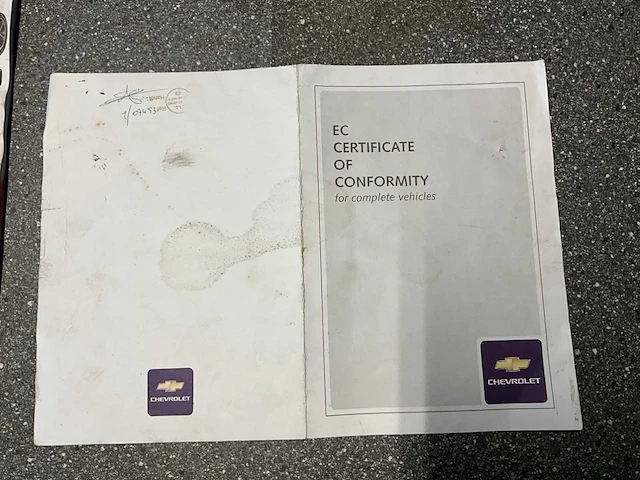 EC
CERTIFICATE
OF
CONFORMITY
for complete vehicles
CHEVROLET
CHEVROLET